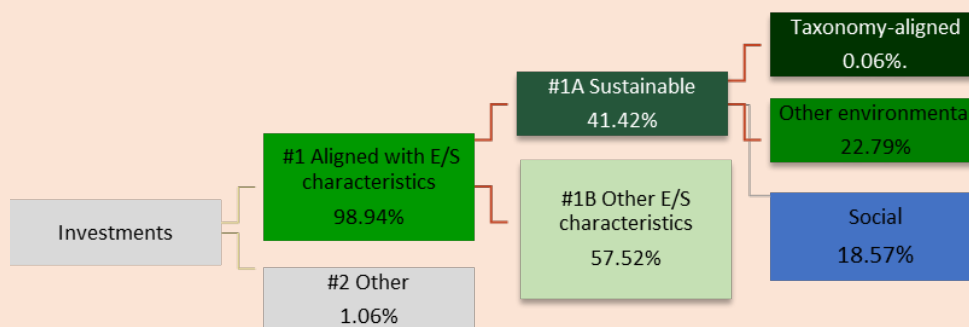 Investments
#1 Aligned with E/S
characteristics
98.94%
#2 Other
1.06%
#1A Sustainable
41.42%
#1B Other E/S
characteristics
57.52%
Taxonomy-aligned
0.06%.
Other environmenta
22.79%
Social
18.57%